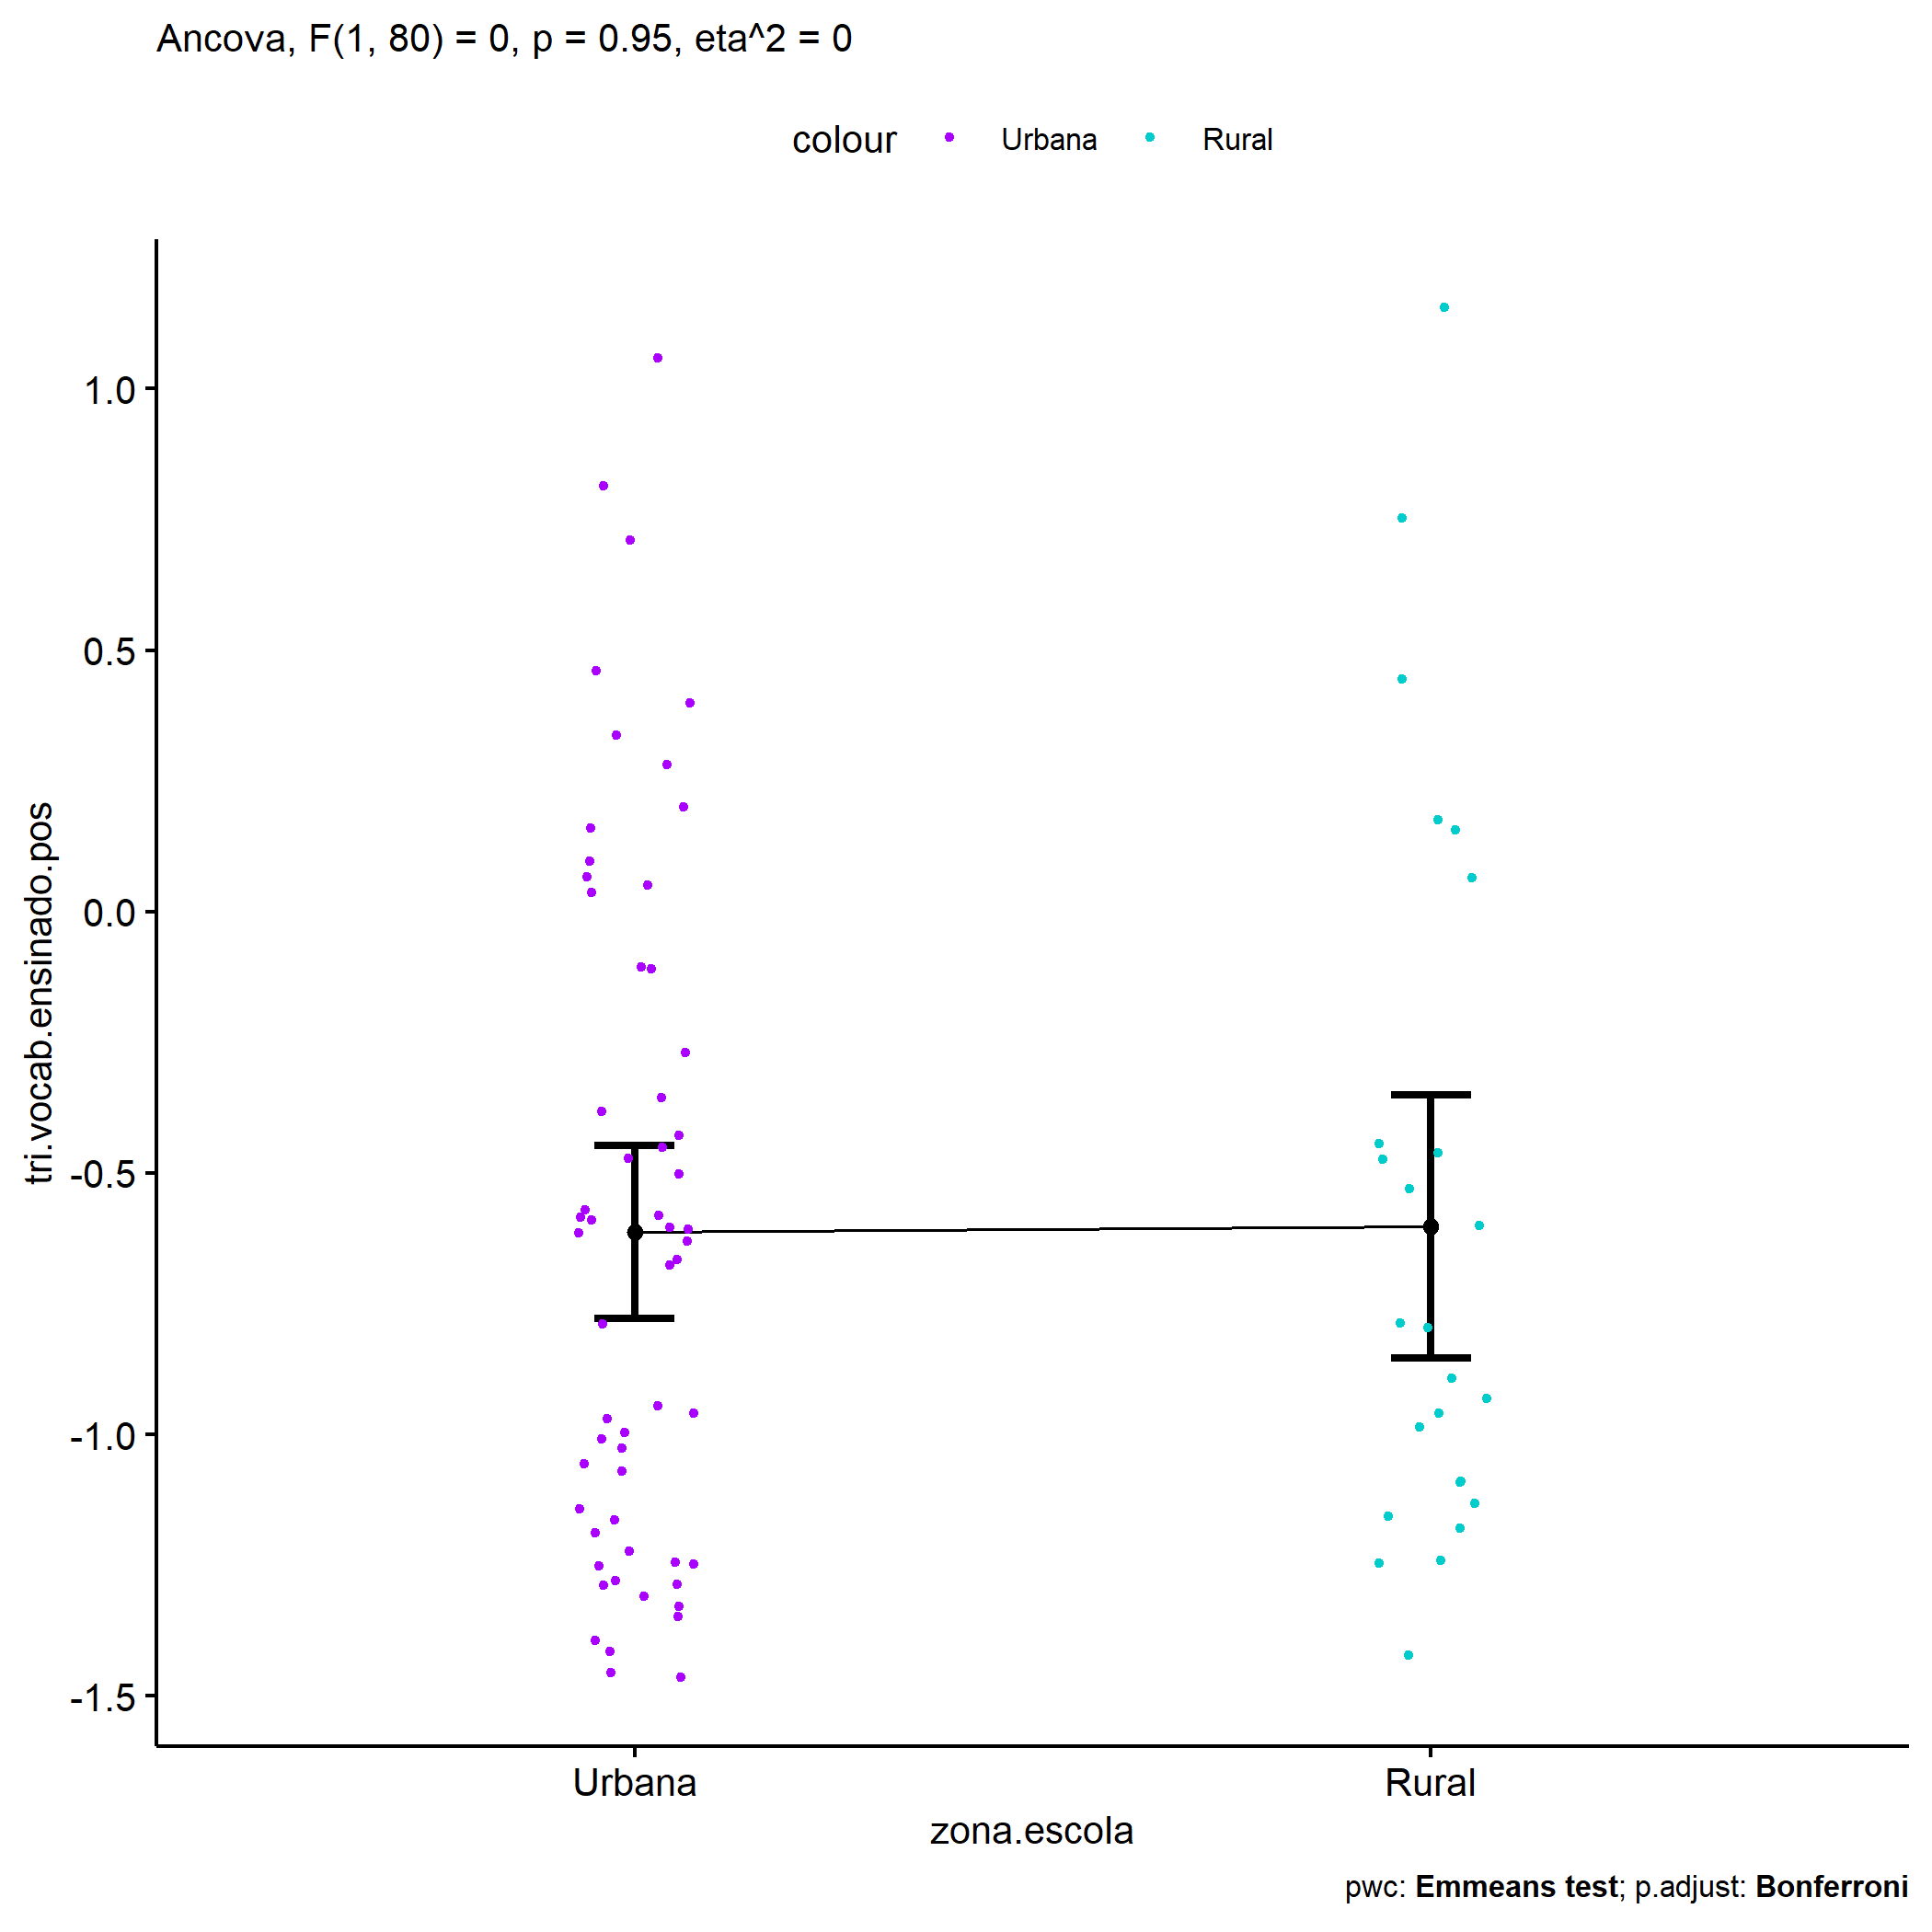 Ancova, F(1, 80) = 0, p = 0.95, eta^2 = 0
colour Urbana Rural
tri.vocab.ensinado.pos
1.0
0.5
0.0
-0.5
-1.0
-1.5
Urbana Rural
zona.escola
pwc: Emmeans test; p.adjust: Bonferroni